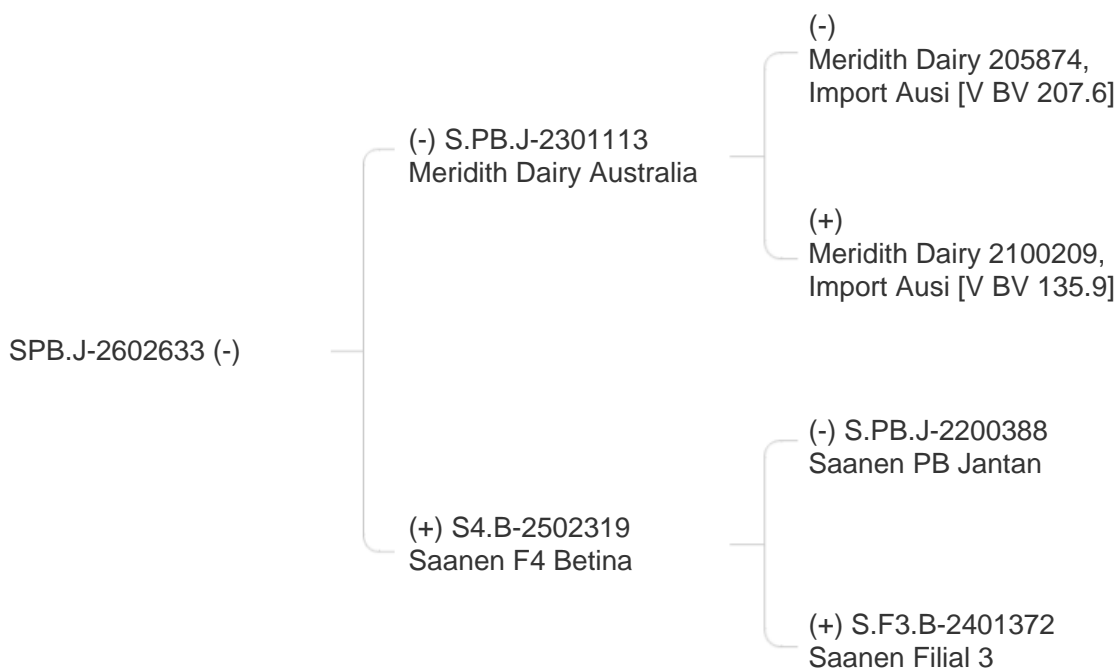 (-)
Meridith Dairy 205874,
Import Ausi [V BV 207.6]
(-) S.PB.J-2301113
Meridith Dairy Australia
(+)
Meridith Dairy 2100209,
Import Ausi [V BV 135.9]
SPB.J-2602633 (-)
(-) S.PB.J-2200388
Saanen PB Jantan
(+) S4.B-2502319
Saanen F4 Betina
(+) S.F3.B-2401372
Saanen Filial 3